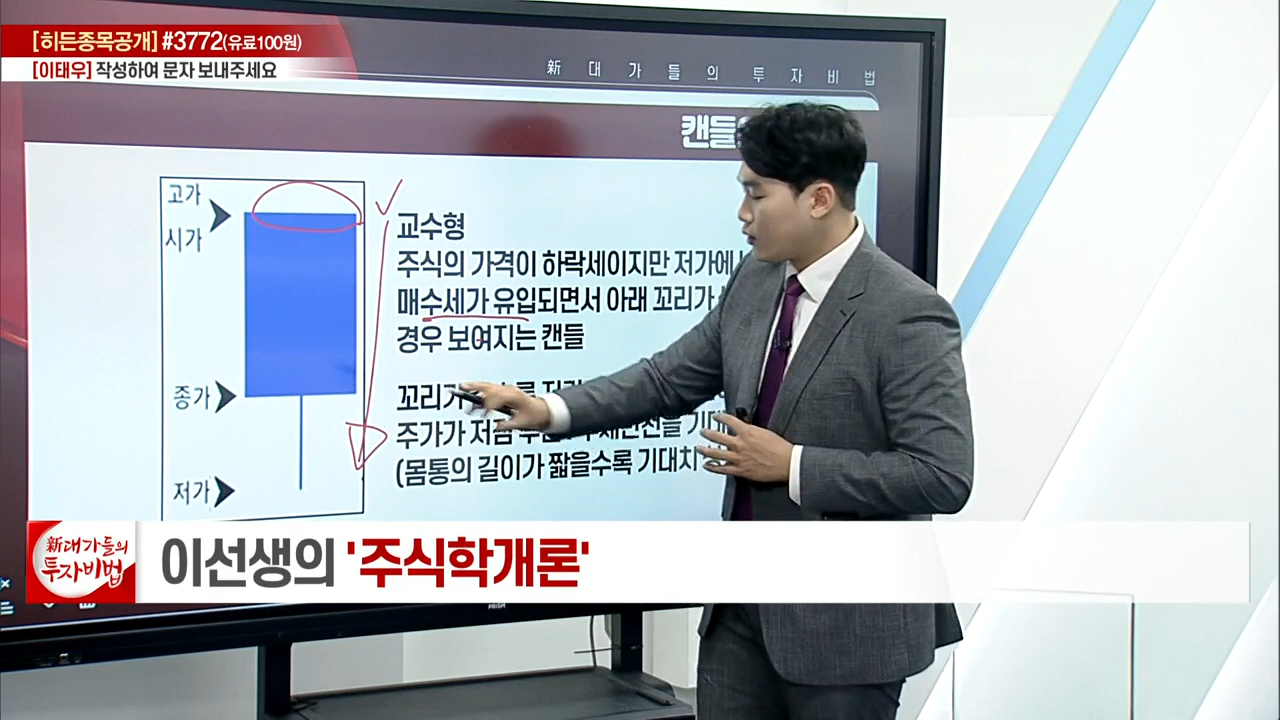 [히든종목공개] #3772(유료100원)
[이태우] 작성하여 문자 보내주세요
新 대 가 들 의 투 자 비 법
캔들
고가
시가
종가
저가
교수형
주식의 가격이 하락세이지만 저가에
매수세가 유입되면서 아래 꼬리가
경우 보여지는 캔들
꼬리가
주가가 저점
기대
(몸통의 길이가 짧을수록 기대치
新대가들의
투자비법
이선생의 '주식학개론'
PRISM